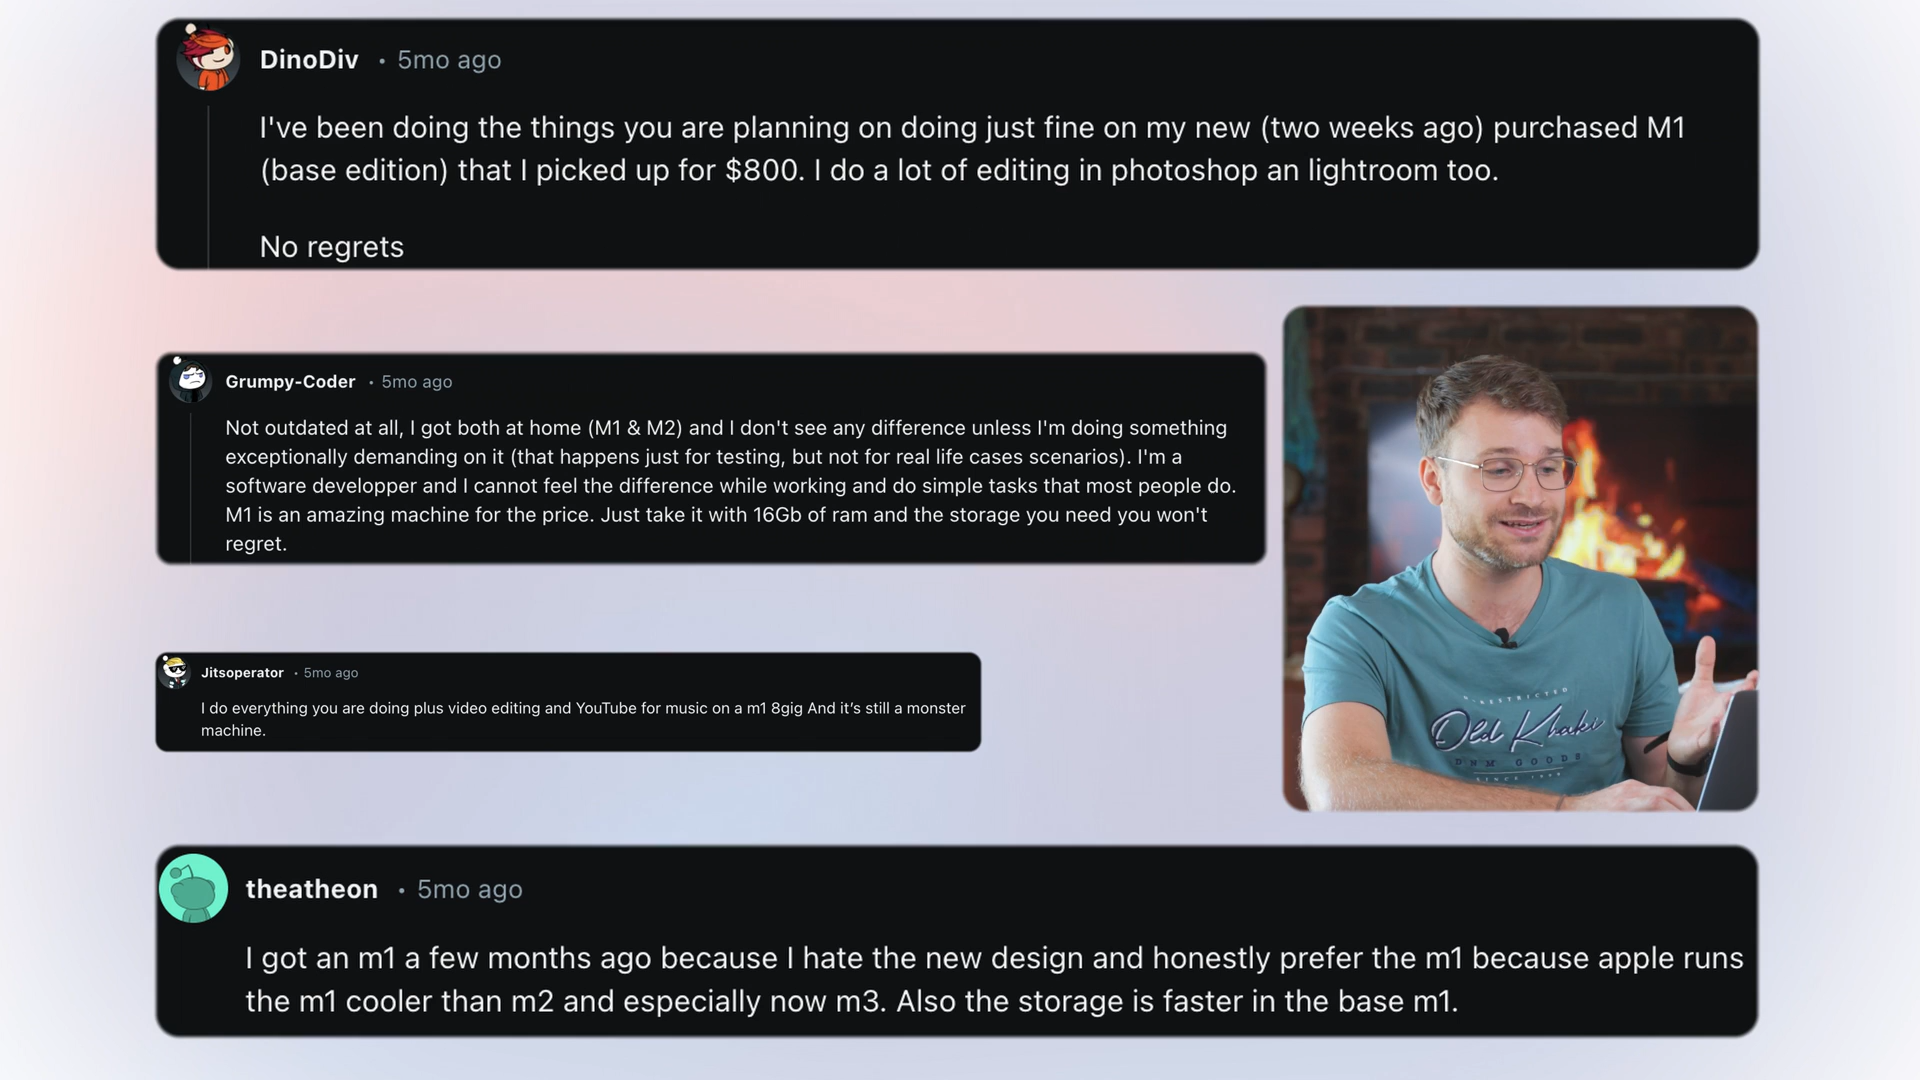 DinoDiv • 5mo ago
I've been doing the things you are planning on doing just fine on my new (two weeks ago) purchased M1
(base edition) that I picked up for $800. I do a lot of editing in photoshop an lightroom too.
No regrets
Grumpy-Coder • 5mo ago
Not outdated at all, I got both at home (M1 & M2) and I don't see any difference unless I'm doing something
exceptionally demanding on it (that happens just for testing, but not for real life cases scenarios). I'm a
software developper and I cannot feel the difference while working and do simple tasks that most people do.
M1 is an amazing machine for the price. Just take it with 16Gb of ram and the storage you need you won't
regret.
Jitsoperator • 5mo ago
I do everything you are doing plus video editing and YouTube for music on a m1 8gig And it’s still a monster
machine.
Old Khaki
DNM GOODS
theatheon • 5mo ago
I got an m1 a few months ago because I hate the new design and honestly prefer the m1 because apple runs
the m1 cooler than m2 and especially now m3. Also the storage is faster in the base m1.